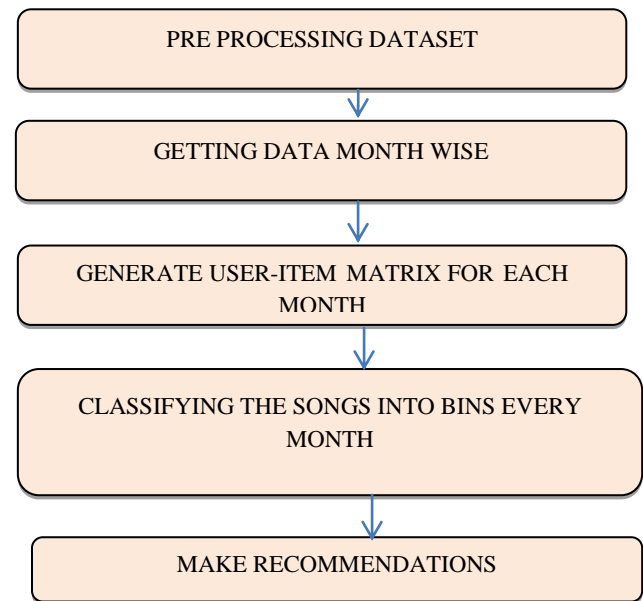 PRE PROCESSING DATASET
GETTING DATA MONTH WISE
GENERATE USER-ITEM MATRIX FOR EACH
MONTH
CLASSIFYING THE SONGS INTO BINS EVERY
MONTH
MAKE RECOMMENDATIONS